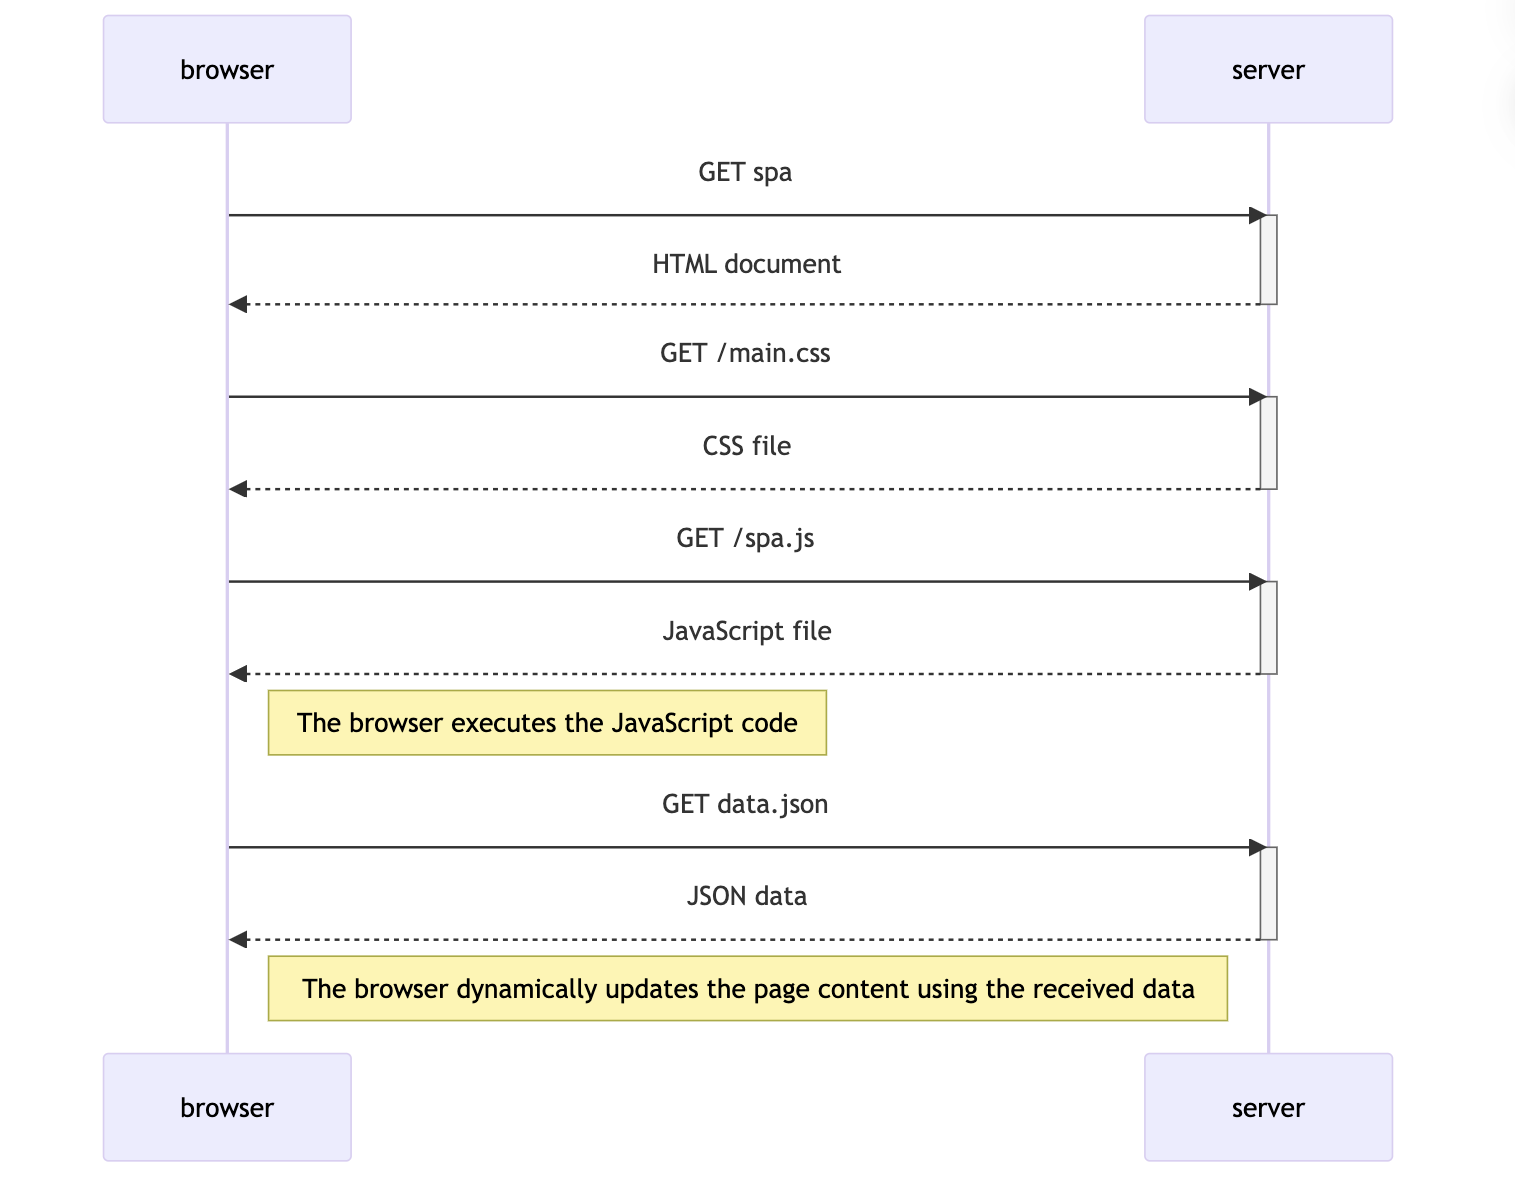 browser
server
GET spa
HTML document
GET /main.css
CSS file
GET /spa.js
JavaScript file
The browser executes the JavaScript code
GET data.json
JSON data
The browser dynamically updates the page content using the received data
browser
server